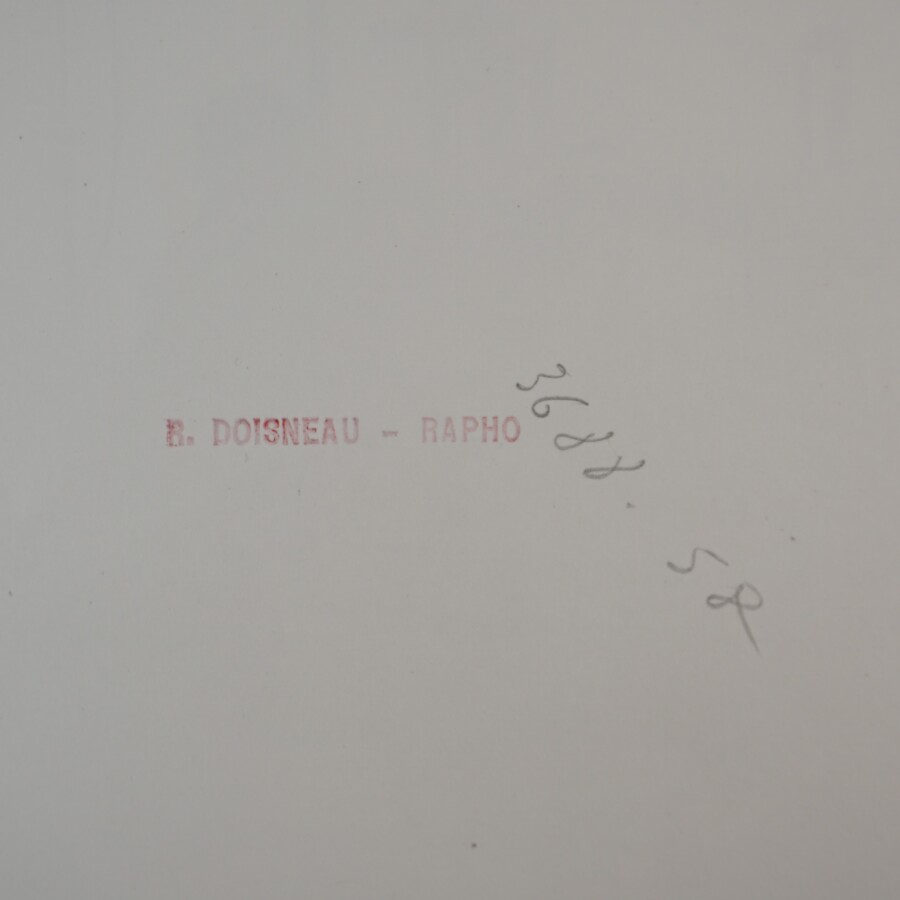 R. DOISNEAU - RAPHO
3688. 58